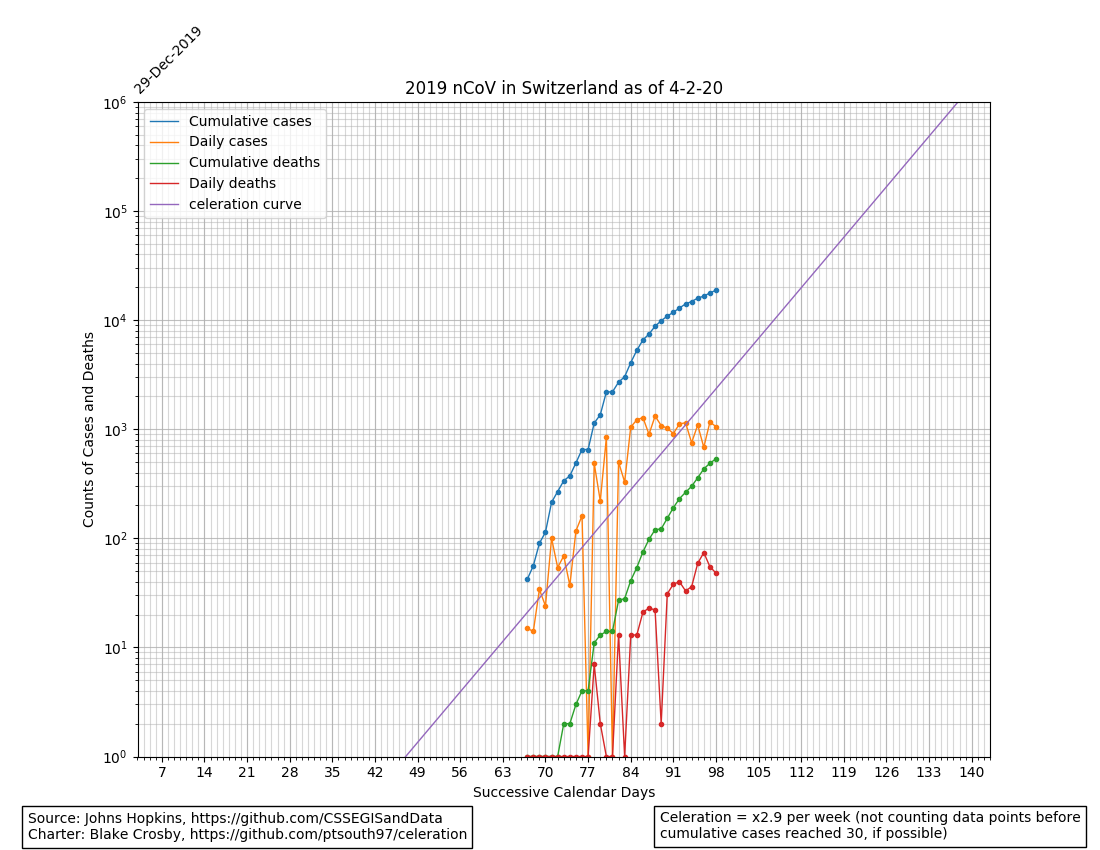 29-Dec-2019
2019 nCoV in Switzerland as of 4-2-20
Cumulative cases
Daily cases
Cumulative deaths
Daily deaths
celeration curve
10^6
10^5
10^4
10^3
10^2
10^1
10^0
Counts of Cases and Deaths
7 14 21 28 35 42 49 56 63 70 77 84 91 98 105 112 119 126 133 140
Successive Calendar Days
Source: Johns Hopkins, https://github.com/CSSEGISandData
Charter: Blake Crosby, https://github.com/ptsouth97/celeration
Celeration = x2.9 per week (not counting data points before
cumulative cases reached 30, if possible)